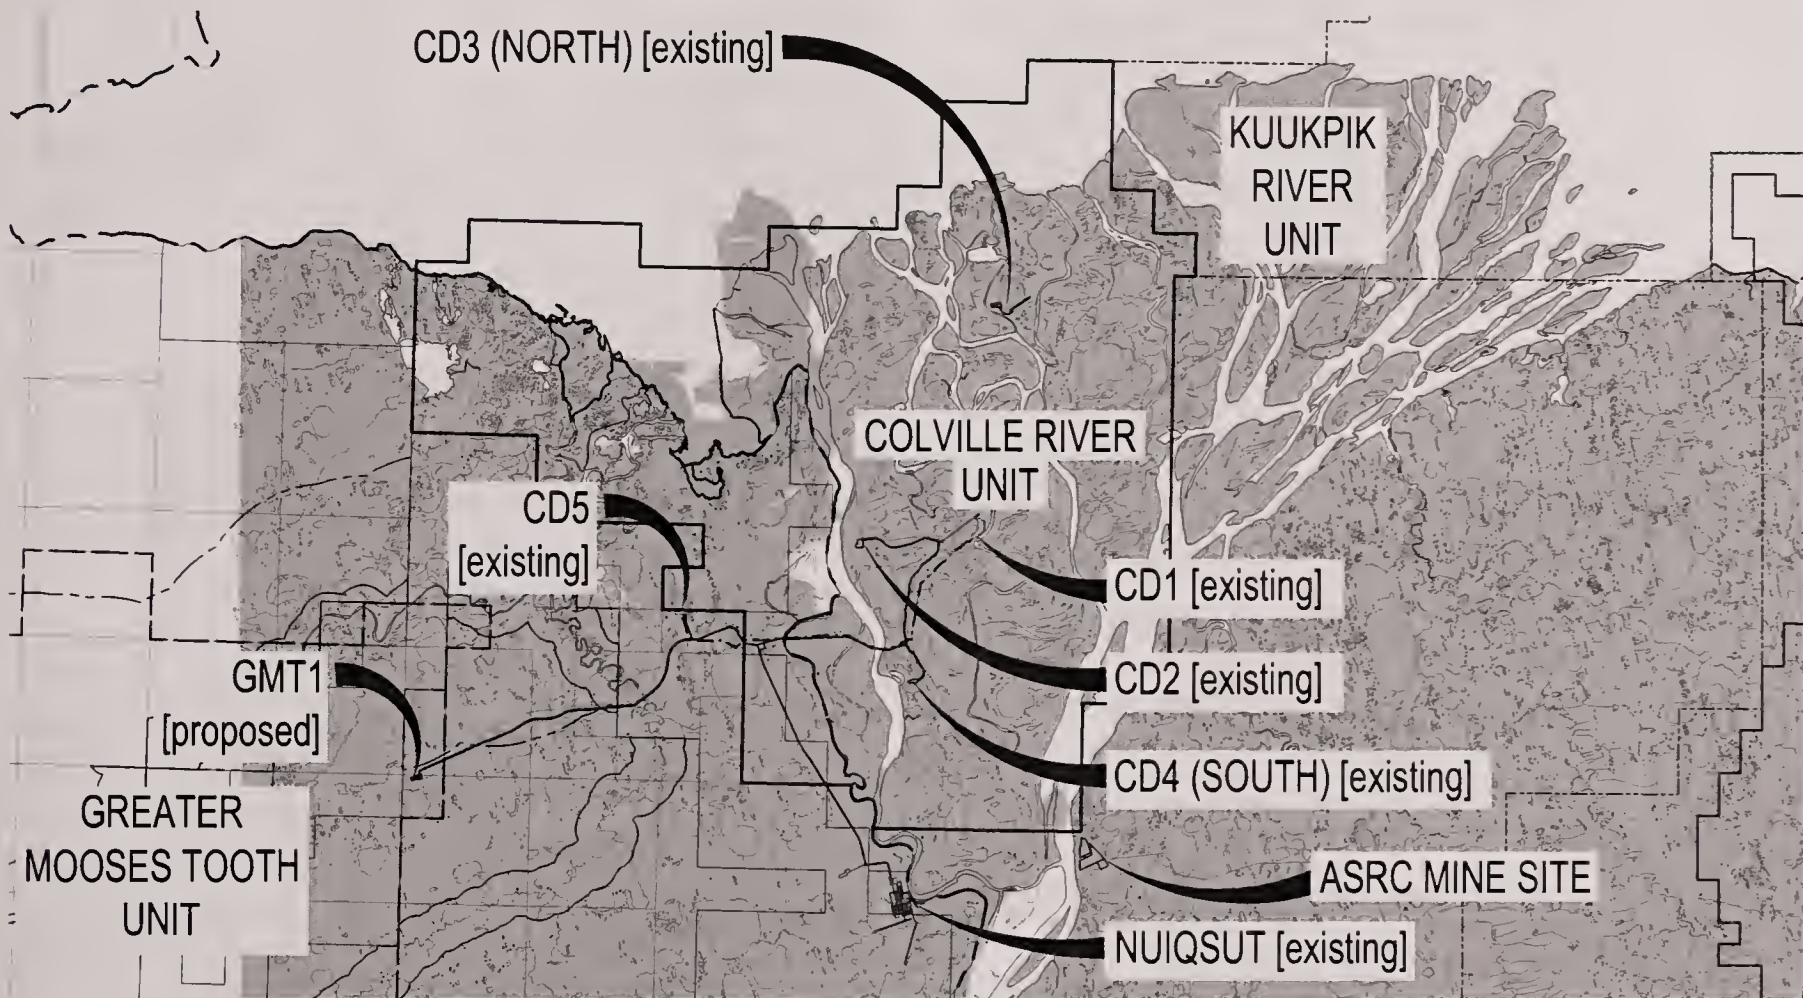 CD3 (NORTH) [existing]
KUUKPIK
RIVER
UNIT
COLVILLE RIVER
UNIT
CD5
[existing]
CD1 [existing]
GMT1
[proposed]
CD2 [existing]
CD4 (SOUTH) [existing]
GREATER
MOOSES TOOTH
UNIT
ASRC MINE SITE
NUIQSUT [existing]